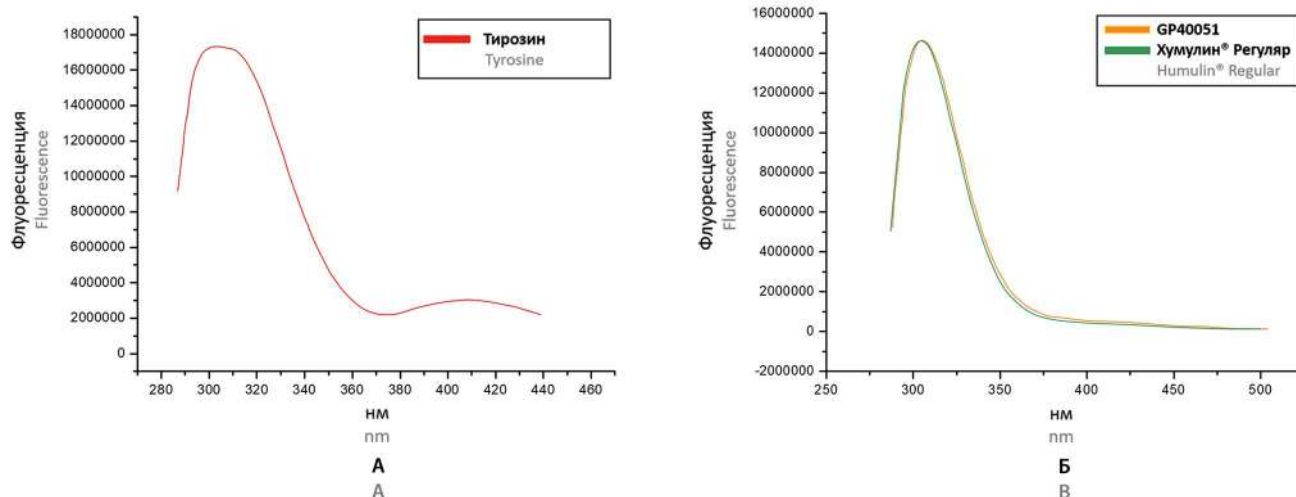 18000000
16000000
14000000
12000000
10000000
8000000
6000000
4000000
2000000
0
Флуоресценция
Fluorescence
Тирозин
Tyrosine
280 300 320 340 360 380 400 420 440 460
нм
nm
А
A
16000000
14000000
12000000
10000000
8000000
6000000
4000000
2000000
0
-2000000
Флуоресценция
Fluorescence
GP40051
Хумулин® Регуляр
Humulin® Regular
250 300 350 400 450 500
нм
nm
Б
B